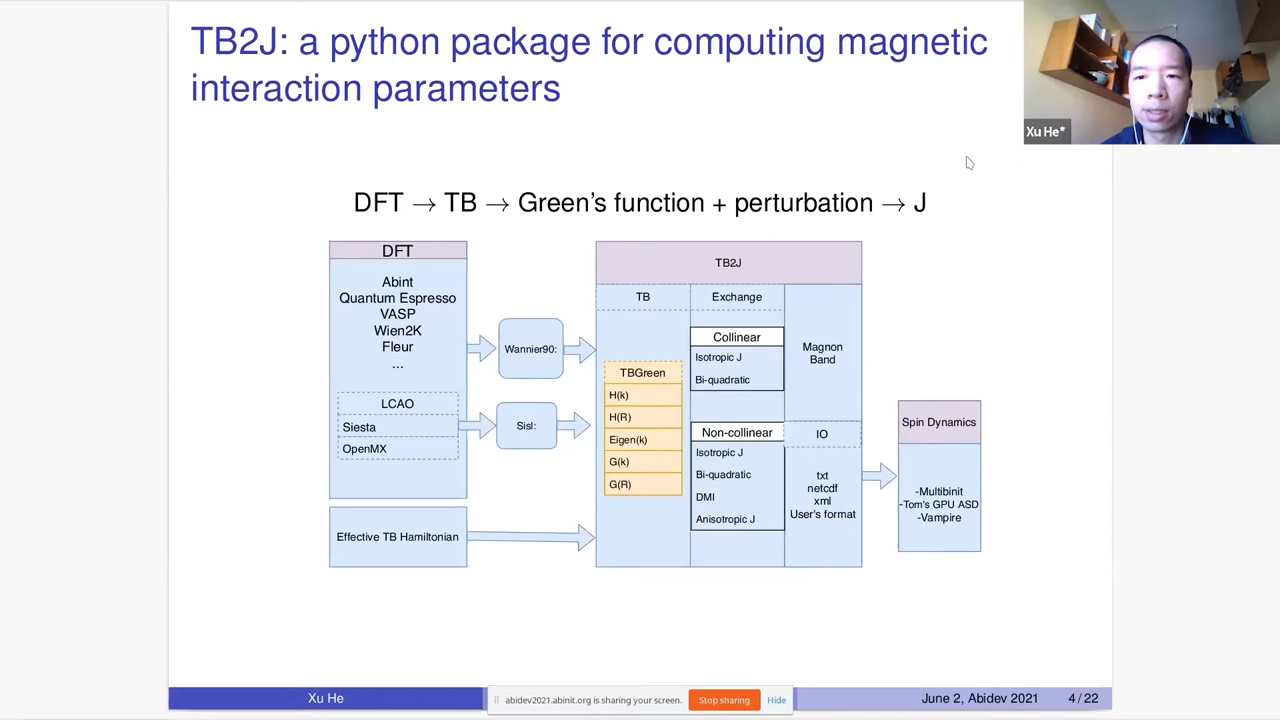 TB2J: a python package for computing magnetic
interaction parameters
Xu He*
DFT → TB → Green's function + perturbation → J
DFT
Abint
Quantum Espresso
VASP
Wien2K
Fleur
...
LCAO
Siesta
OpenMX
Effective TB Hamiltonian
Wannier90:
Sisl:
TB2J
TB
TBGreen
H(k)
H(R)
Eigen(k)
G(k)
G(R)
Exchange
Collinear
Isotropic J
Bi-quadratic
Non-collinear
Isotropic J
Bi-quadratic
DMI
Anisotropic J
Magnon
Band
IO
txt
netcdf
xml
User's format
Spin Dynamics
-Multibinit
-Tom's GPU ASD
-Vampire
Xu He
abidev2021.abinit.org is sharing your screen.
Stop sharing
Hide
June 2, Abidev 2021
4/22